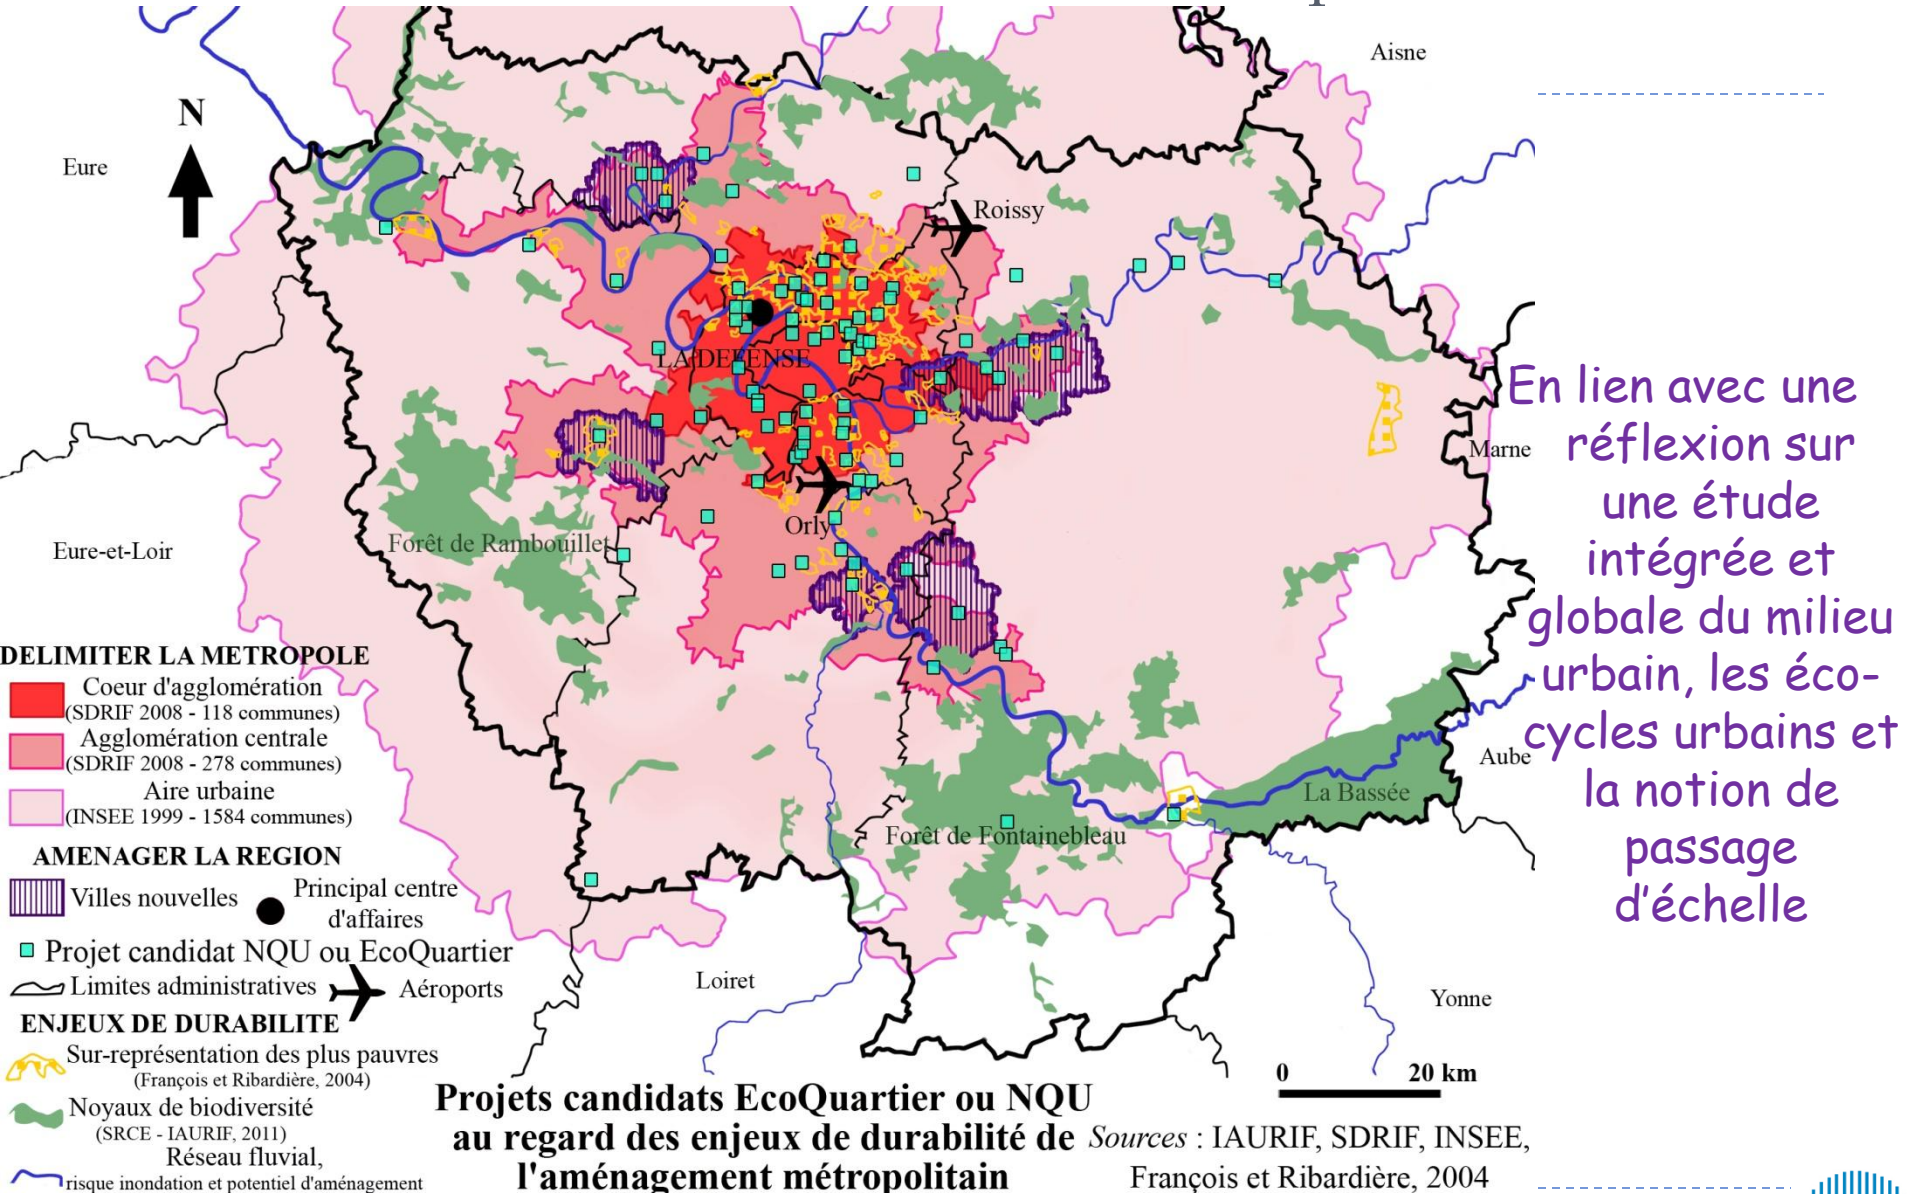 Aisne
N
Eure
Roissy
LA DEFENSE
Marne
Orly
Forêt de Rambouillet
Eure-et-Loir
La Bassée
Aube
Forêt de Fontainebleau
Loiret
Yonne
DELIMITER LA METROPOLE
Coeur d'agglomération
(SDRIF 2008 - 118 communes)
Agglomération centrale
(SDRIF 2008 - 278 communes)
Aire urbaine
(INSEE 1999 - 1584 communes)
AMENAGER LA REGION
Villes nouvelles
Principal centre
d'affaires
Projet candidat NQU ou EcoQuartier
Limites administratives
Aéroports
ENJEUX DE DURABILITE
Sur-représentation des plus pauvres
(François et Ribardière, 2004)
Noyaux de biodiversité
(SRCE - IAURIF, 2011)
Réseau fluvial,
risque inondation et potentiel d'aménagement
0 20 km
Projets candidats EcoQuartier ou NQU
au regard des enjeux de durabilité de
l'aménagement métropolitain
Sources : IAURIF, SDRIF, INSEE,
François et Ribardière, 2004
En lien avec une
réflexion sur
une étude
intégrée et
globale du milieu
urbain, les éco-
cycles urbains et
la notion de
passage
d'échelle